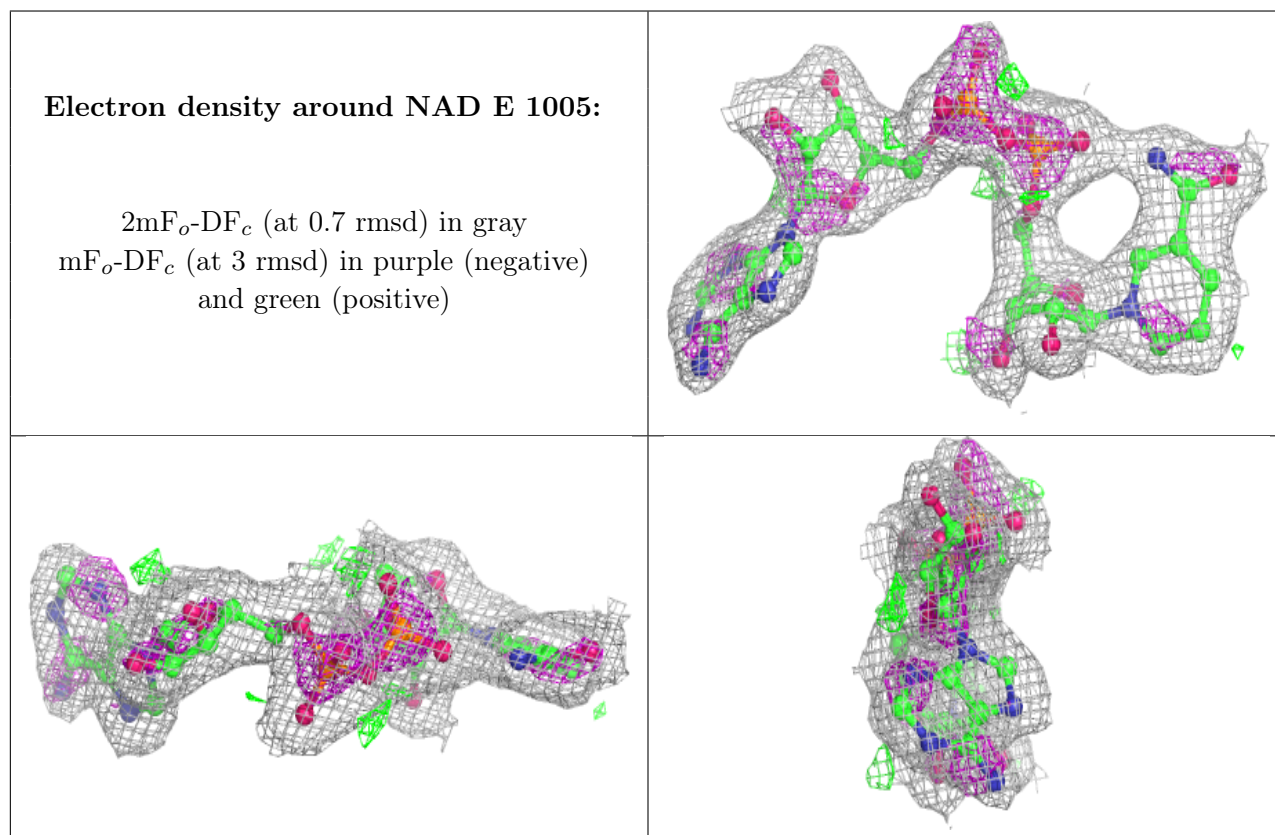 Electron density around NAD E 1005:
2mFo-DFc (at 0.7 rmsd) in gray
mFo-DFc (at 3 rmsd) in purple (negative)
and green (positive)